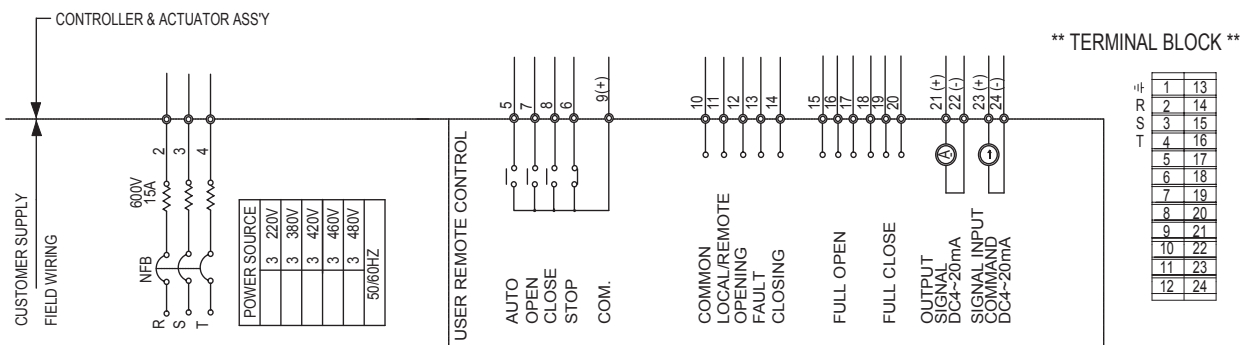 CONTROLLER & ACTUATOR ASS'Y
** TERMINAL BLOCK **
CUSTOMER SUPPLY
FIELD WIRING
2
3
4
600V
15A
NFB
R
S
T
POWER SOURCE
3 220V
3 380V
3 420V
3 460V
3 480V
50/60HZ
USER REMOTE CONTROL
5
7
8
6
9(+)
AUTO
OPEN
CLOSE
STOP
COM.
10
11
12
13
14
COMMON
LOCAL/REMOTE
OPENING
FAULT
CLOSING
15
16
17
18
19
20
FULL OPEN
FULL CLOSE
21 (+)
22 (-)
23 (+)
24 (-)
A
OUTPUT
SIGNAL
DC4~20mA
SIGNAL INPUT
COMMAND
DC4~20mA
1 13
R 2 14
S 3 15
T 4 16
5 17
6 18
7 19
8 20
9 21
10 22
11 23
12 24